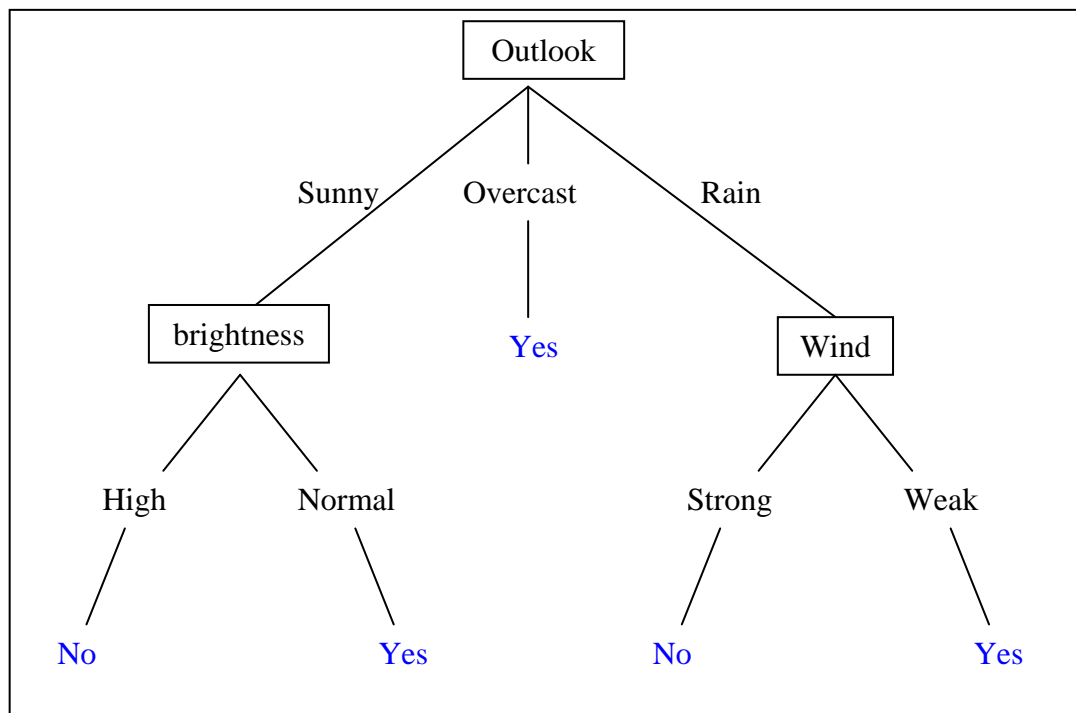 Outlook
Sunny Overcast Rain
brightness Yes Wind
High Normal Strong Weak
No Yes No Yes